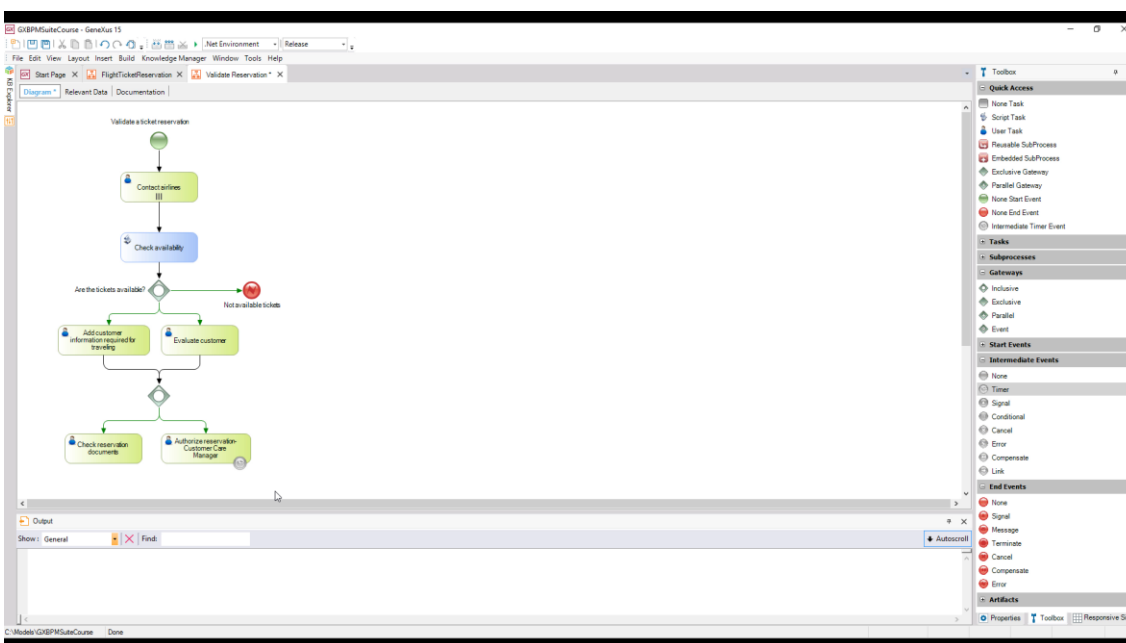 GXBPMSuiteCourse - GeneXus 15
.Net Environment Release
File Edit View Layout Insert Build Knowledge Manager Window Tools Help
KB Explorer
Start Page X FlightTicketReservation X Validate Reservation * X
Diagram * Relevant Data Documentation
Validate a ticket reservation
Contact airlines
Check availability
Are the tickets available?
Not available tickets
Add customer
information required for
traveling
Evaluate customer
Check reservation
documents
Authorize reservation-
Customer Care
Manager
Output
Show: General Find:
Autoscroll
C:\Models\GXBPMSuiteCourse Done
Toolbox
Quick Access
None Task
Script Task
User Task
Reusable SubProcess
Embedded SubProcess
Exclusive Gateway
Parallel Gateway
None Start Event
None End Event
Intermediate Timer Event
Tasks
Subprocesses
Gateways
Inclusive
Exclusive
Parallel
Event
Start Events
Intermediate Events
None
Timer
Signal
Conditional
Cancel
Error
Compensate
Link
End Events
None
Signal
Message
Terminate
Cancel
Compensate
Error
Artifacts
Properties Toolbox Responsive S